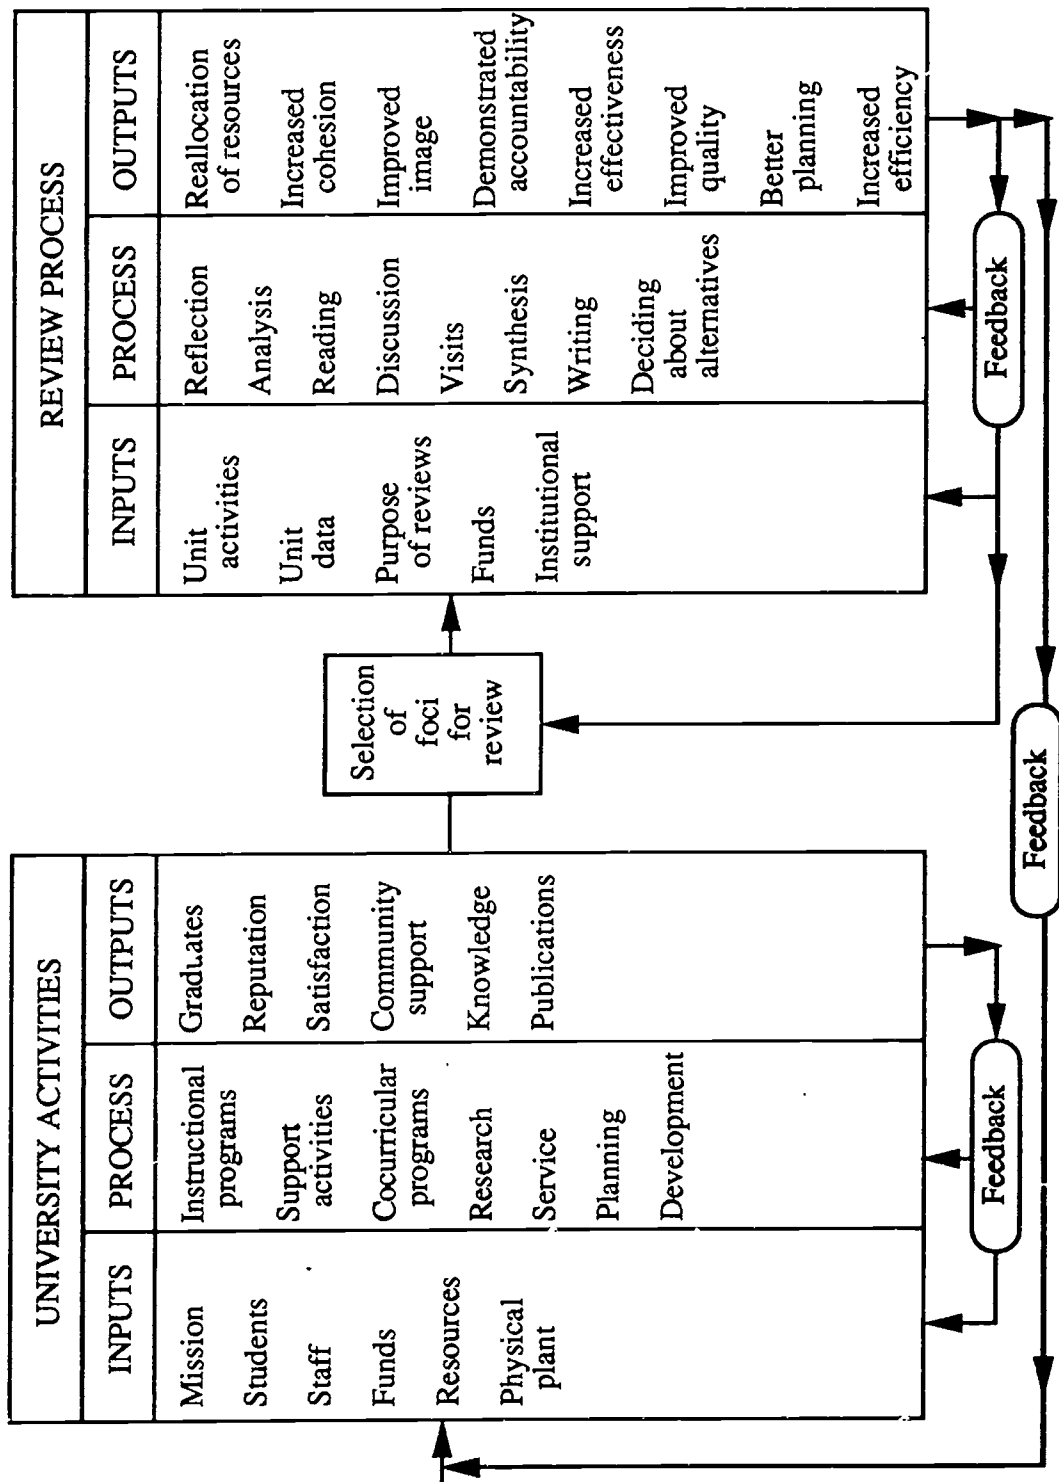 UNIVERSITY ACTIVITIES
INPUTS
Mission
Students
Staff
Funds
Resources
Physical
plant
PROCESS
Instructional
programs
Support
activities
Cocurricular
programs
Research
Service
Planning
Development
OUTPUTS
Graduates
Reputation
Satisfaction
Community
support
Knowledge
Publications
Feedback
Selection
of
foci
for
review
REVIEW PROCESS
INPUTS
Unit
activities
Unit
data
Purpose
of reviews
Funds
Institutional
support
PROCESS
Reflection
Analysis
Reading
Discussion
Visits
Synthesis
Writing
Deciding
about
alternatives
OUTPUTS
Reallocation
of resources
Increased
cohesion
Improved
image
Demonstrated
accountability
Increased
effectiveness
Improved
quality
Better
planning
Increased
efficiency
Feedback
Feedback